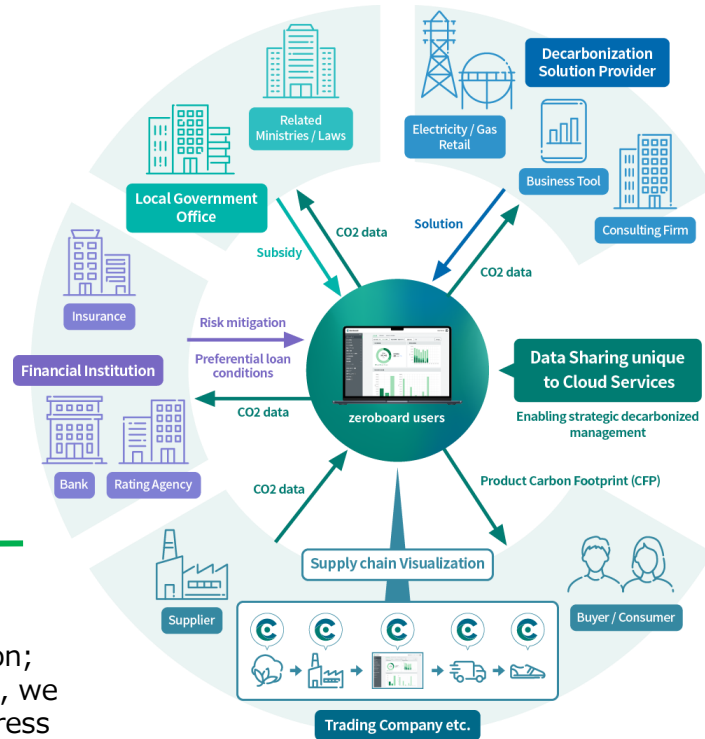 Related
Ministries / Laws
Local Government
Office
Decarbonization
Solution Provider
Electricity / Gas
Retail
Business Tool
Consulting Firm
CO2 data
Subsidy
Solution
CO2 data
Insurance
Financial Institution
Bank
Rating Agency
Risk mitigation
Preferential loan
conditions
CO2 data
zeroboard users
Data Sharing unique
to Cloud Services
Enabling strategic decarbonized
management
CO2 data
Product Carbon Footprint (CFP)
Supply chain Visualization
Supplier
Buyer / Consumer
Trading Company etc.
on;
, we
ress